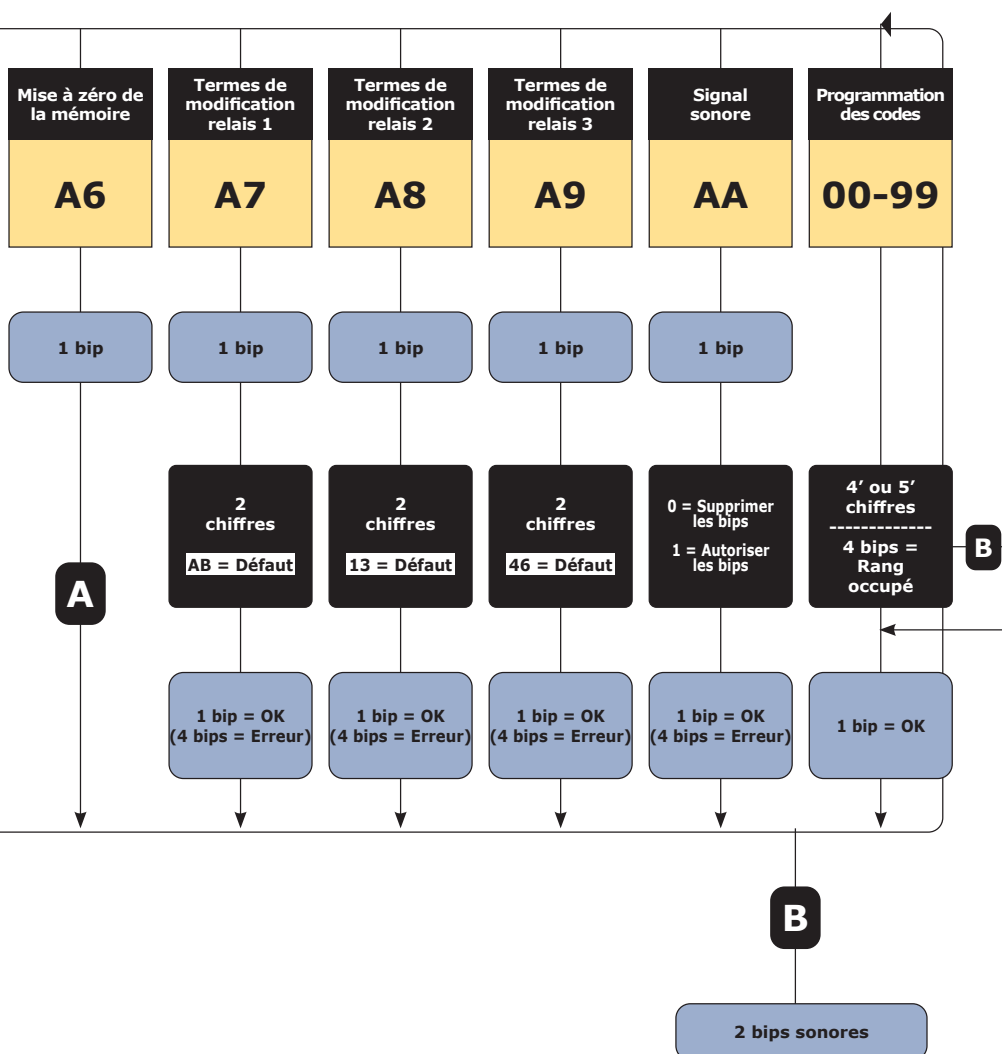 Mise à zéro de
la mémoire
A6
1 bip
A
Termes de
modification
relais 1
A7
1 bip
2
chiffres
AB = Défaut
1 bip = OK
(4 bips = Erreur)
Termes de
modification
relais 2
A8
1 bip
2
chiffres
13 = Défaut
1 bip = OK
(4 bips = Erreur)
Termes de
modification
relais 3
A9
1 bip
2
chiffres
46 = Défaut
1 bip = OK
(4 bips = Erreur)
Signal
sonore
AA
1 bip
0 = Supprimer
les bips
1 = Autoriser
les bips
1 bip = OK
(4 bips = Erreur)
Programmation
des codes
00-99
4’ ou 5’
chiffres
-------------
4 bips =
Rang
occupé
B
1 bip = OK
B
2 bips sonores